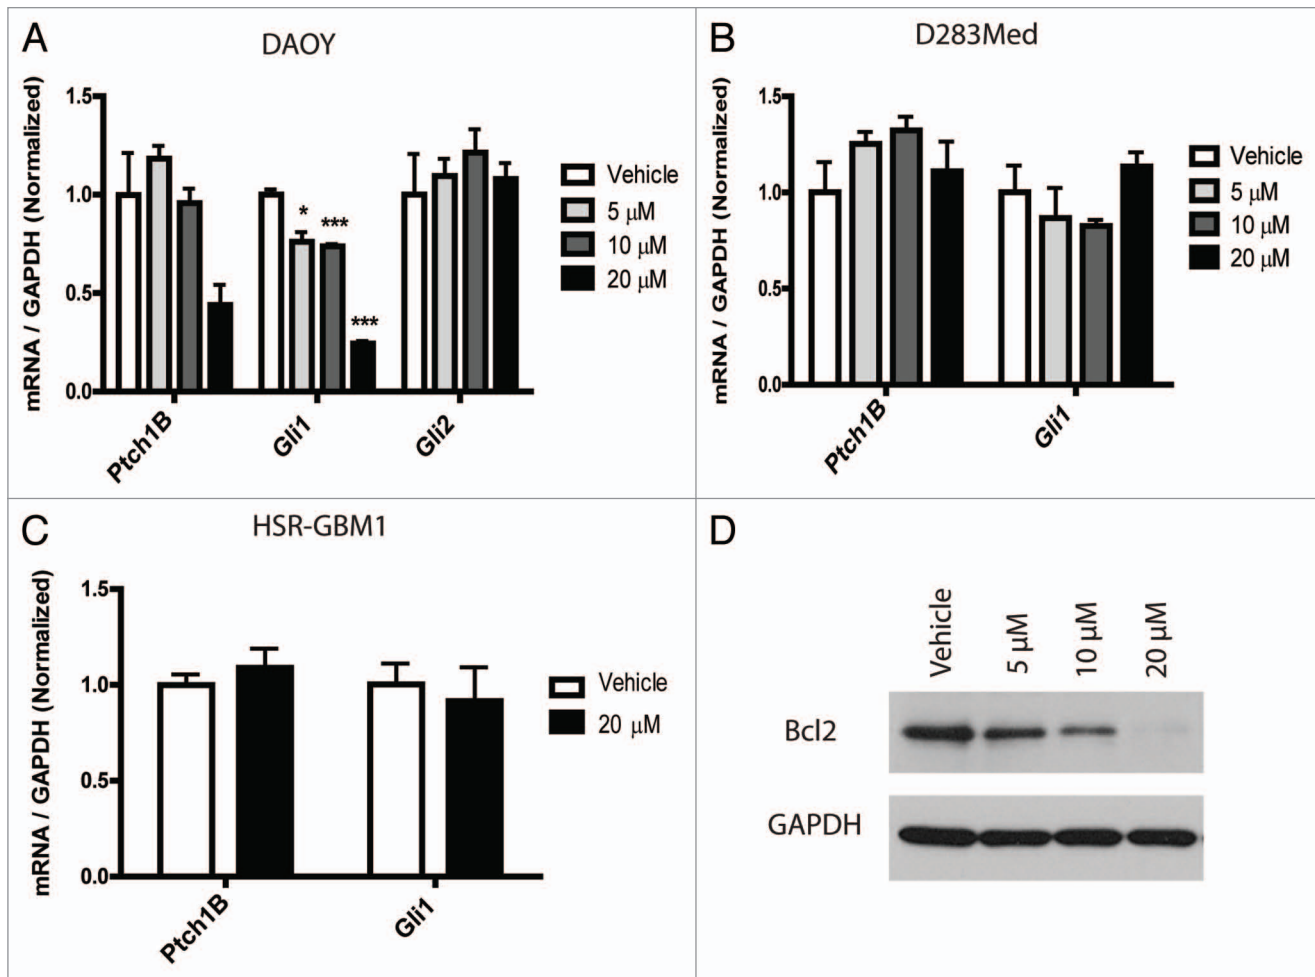 A
DAOY
mRNA / GAPDH (Normalized)
1.5
1.0
0.5
0.0
*
***
***
Ptch1B
Gli1
Gli2
Vehicle
5 μM
10 μM
20 μM
B
D283Med
mRNA / GAPDH (Normalized)
1.5
1.0
0.5
0.0
Ptch1B
Gli1
Vehicle
5 μM
10 μM
20 μM
C
HSR-GBM1
mRNA / GAPDH (Normalized)
1.5
1.0
0.5
0.0
Ptch1B
Gli1
Vehicle
20 μM
D
Vehicle
5 μM
10 μM
20 μM
Bcl2
GAPDH